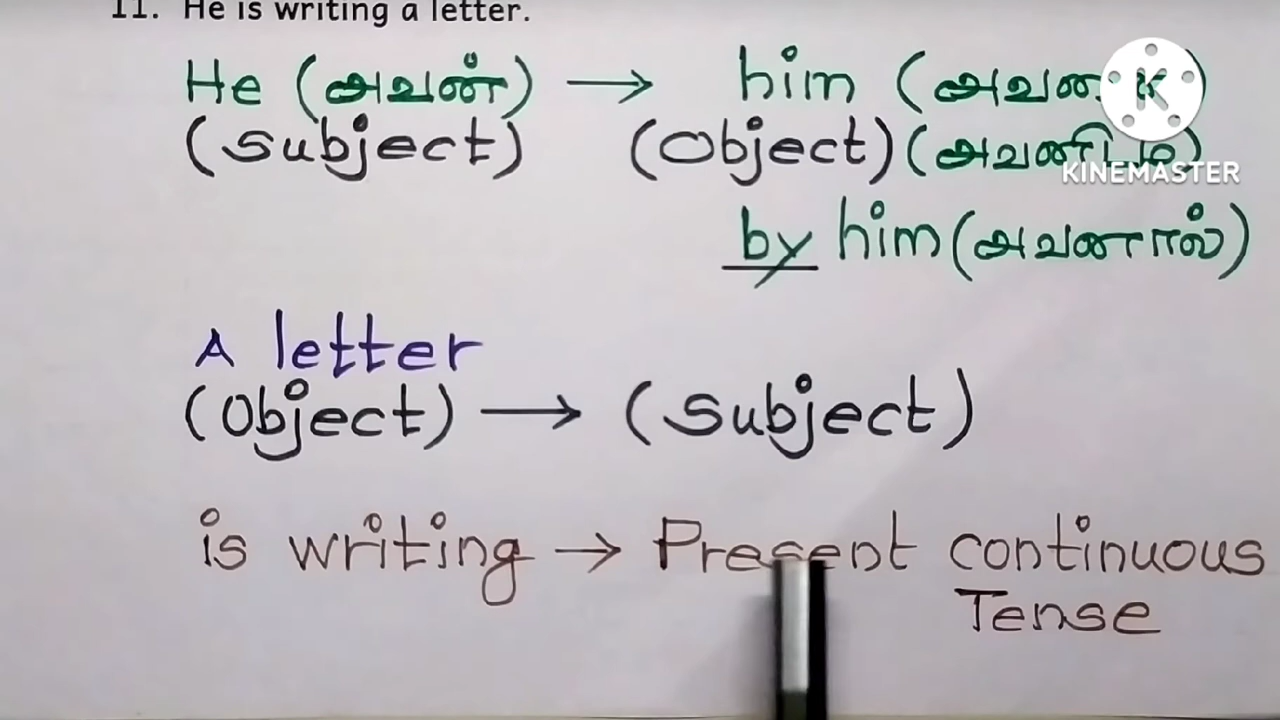 11. He is writing a letter.
He (அவன்) → him (
(Subject) (Object) (அவனிடம்)
by him (அவனால்)
A letter
(Object) → (Subject)
is writing → Present continuous
Tense
K
KINEMASTER